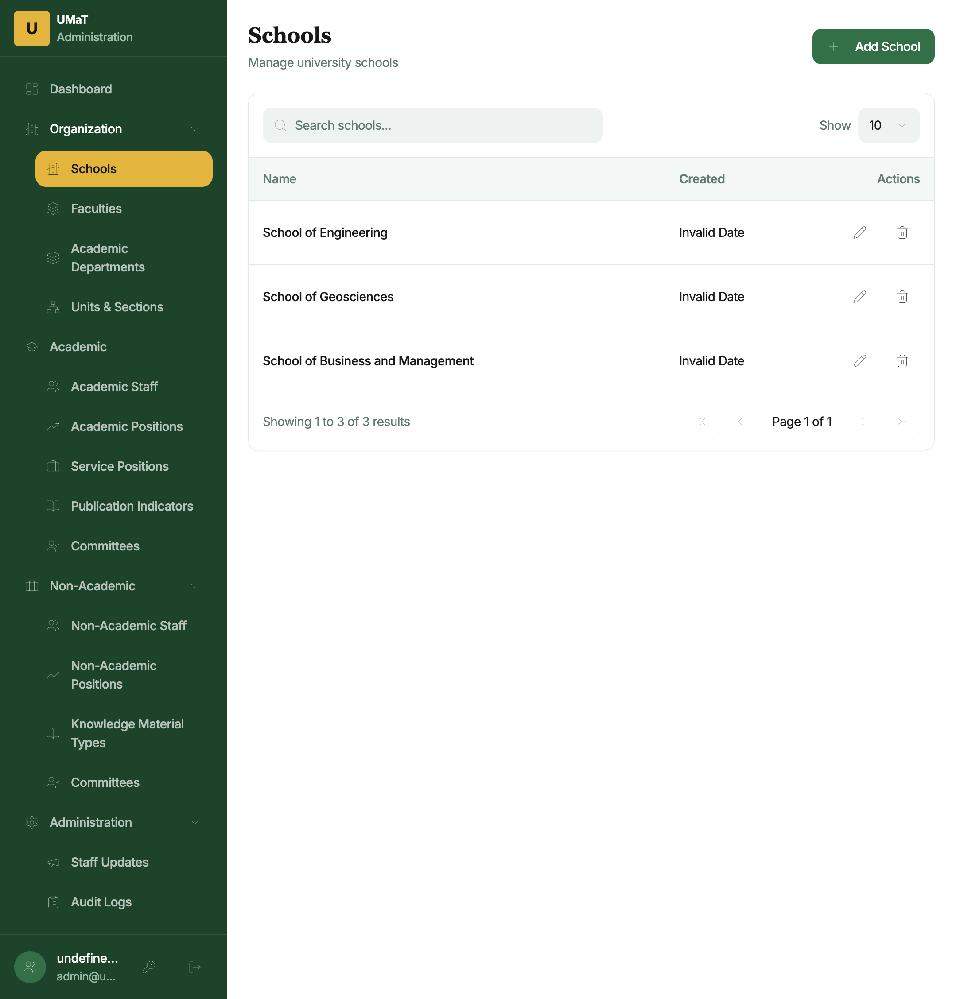 U
UMaT
Administration
Dashboard
Organization
Schools
Faculties
Academic
Departments
Units & Sections
Academic
Academic Staff
Academic Positions
Service Positions
Publication Indicators
Committees
Non-Academic
Non-Academic Staff
Non-Academic
Positions
Knowledge Material
Types
Committees
Administration
Staff Updates
Audit Logs
undefine...
admin@u...
Schools
Manage university schools
Add School
Search schools...
Show 10
Name Created Actions
School of Engineering Invalid Date
School of Geosciences Invalid Date
School of Business and Management Invalid Date
Showing 1 to 3 of 3 results
Page 1 of 1